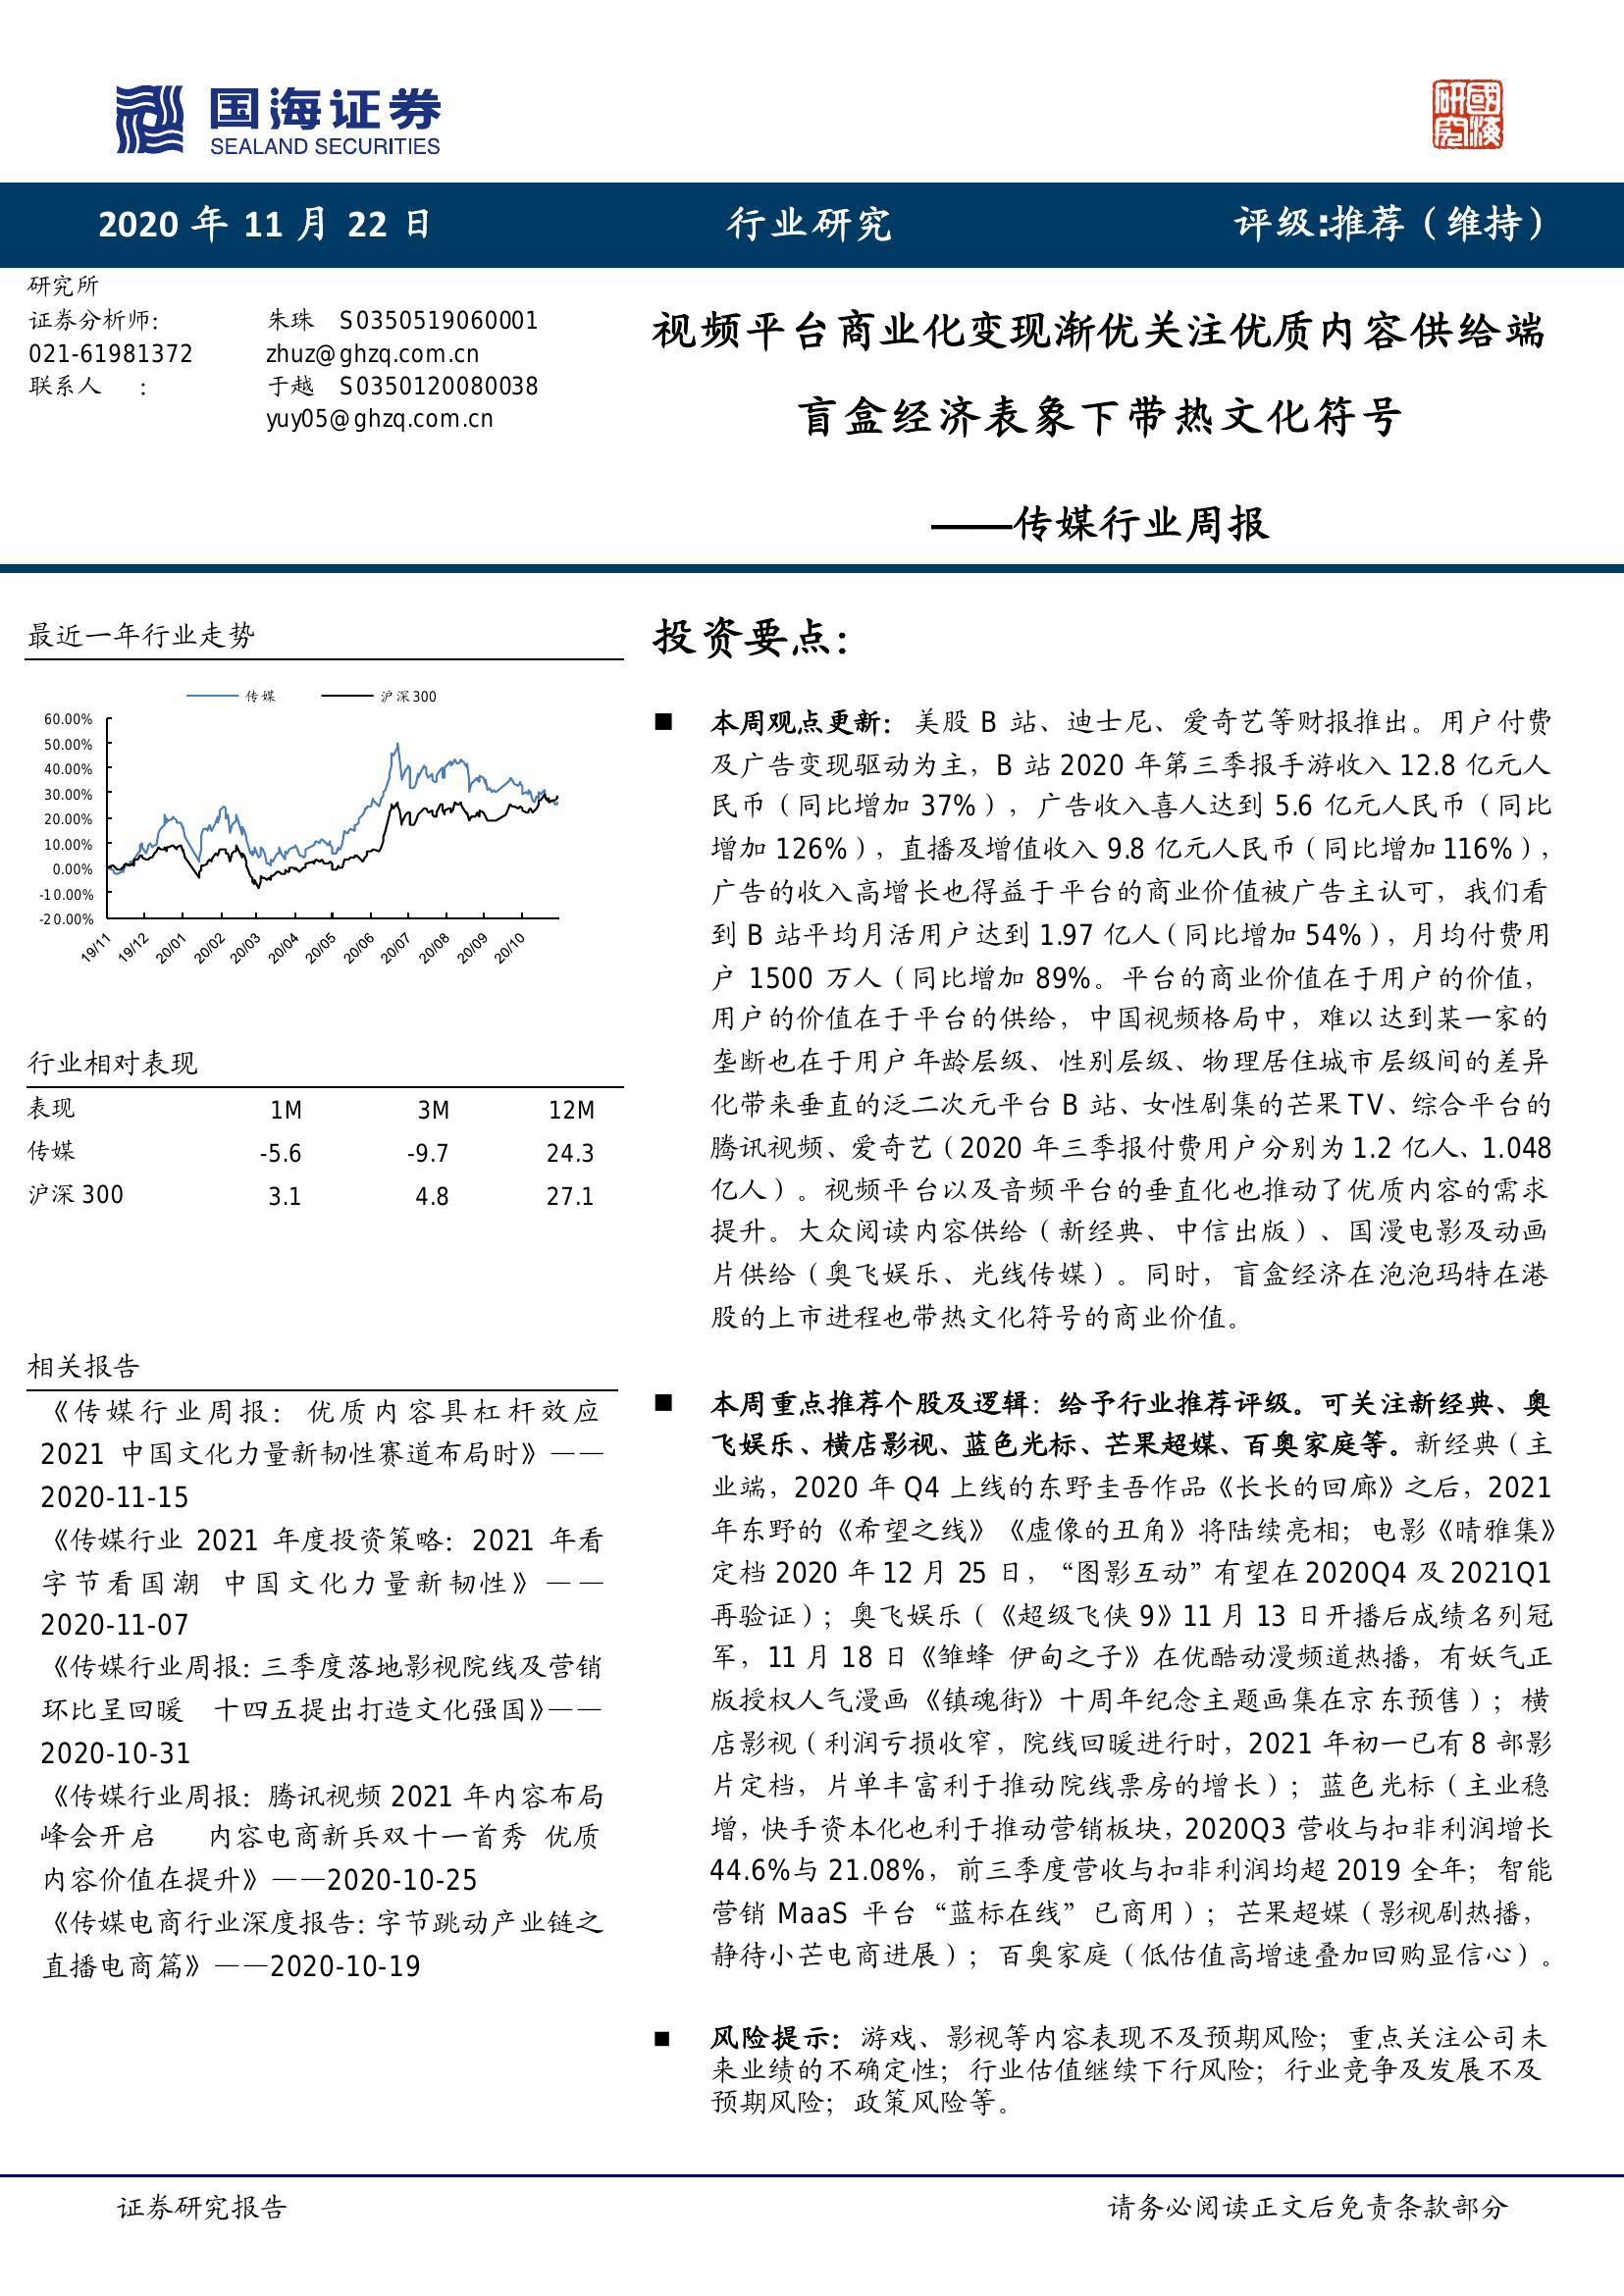 国海证券
SEALAND SECURITIES
國海研究
2020 年 11 月 22 日
行业研究
评级:推荐（维持）
研究所
证券分析师: 朱珠 S0350519060001
021-61981372 zhuz@ghzq.com.cn
联系人 : 于越 S0350120080038
yuy05@ghzq.com.cn
视频平台商业化变现渐优关注优质内容供给端
盲盒经济表象下带热文化符号
——传媒行业周报
最近一年行业走势
传媒 沪深300
60.00%
50.00%
40.00%
30.00%
20.00%
10.00%
0.00%
-10.00%
-20.00%
19/11 19/12 20/01 20/02 20/03 20/04 20/05 20/06 20/07 20/08 20/09 20/10
行业相对表现
表现 1M 3M 12M
传媒 -5.6 -9.7 24.3
沪深 300 3.1 4.8 27.1
相关报告
《传媒行业周报：优质内容具杠杆效应
2021 中国文化力量新韧性赛道布局时》——
2020-11-15
《传媒行业 2021 年度投资策略：2021 年看
字节看国潮 中国文化力量新韧性》——
2020-11-07
《传媒行业周报：三季度落地影视院线及营销
环比呈回暖 十四五提出打造文化强国》——
2020-10-31
《传媒行业周报：腾讯视频 2021 年内容布局
峰会开启 内容电商新兵双十一首秀 优质
内容价值在提升》——2020-10-25
《传媒电商行业深度报告：字节跳动产业链之
直播电商篇》——2020-10-19
投资要点：
■ 本周观点更新：美股 B 站、迪士尼、爱奇艺等财报推出。用户付费
及广告变现驱动为主，B 站 2020 年第三季报手游收入 12.8 亿元人
民币（同比增加 37%），广告收入喜人达到 5.6 亿元人民币（同比
增加 126%），直播及增值收入 9.8 亿元人民币（同比增加 116%），
广告的收入高增长也得益于平台的商业价值被广告主认可，我们看
到 B 站平均月活用户达到 1.97 亿人（同比增加 54%），月均付费用
户 1500 万人（同比增加 89%。平台的商业价值在于用户的价值，
用户的价值在于平台的供给，中国视频格局中，难以达到某一家的
垄断也在于用户年龄层级、性别层级、物理居住城市层级间的差异
化带来垂直的泛二次元平台 B 站、女性剧集的芒果 TV、综合平台的
腾讯视频、爱奇艺（2020 年三季报付费用户分别为 1.2 亿人、1.048
亿人）。视频平台以及音频平台的垂直化也推动了优质内容的需求
提升。大众阅读内容供给（新经典、中信出版）、国漫电影及动画
片供给（奥飞娱乐、光线传媒）。同时，盲盒经济在泡泡玛特在港
股的上市进程也带热文化符号的商业价值。
■ 本周重点推荐个股及逻辑：给予行业推荐评级。可关注新经典、奥
飞娱乐、横店影视、蓝色光标、芒果超媒、百奥家庭等。新经典（主
业端，2020 年 Q4 上线的东野圭吾作品《长长的回廊》之后，2021
年东野的《希望之线》《虚像的丑角》将陆续亮相；电影《晴雅集》
定档 2020 年 12 月 25 日，“图影互动”有望在 2020Q4 及 2021Q1
再验证）；奥飞娱乐（《超级飞侠 9》11 月 13 日开播后成绩名列冠
军，11 月 18 日《雏蜂 伊甸之子》在优酷动漫频道热播，有妖气正
版授权人气漫画《镇魂街》十周年纪念主题画集在京东预售）；横
店影视（利润亏损收窄，院线回暖进行时，2021 年初一已有 8 部影
片定档，片单丰富利于推动院线票房的增长）；蓝色光标（主业稳
增，快手资本化也利于推动营销板块，2020Q3 营收与扣非利润增长
44.6%与 21.08%，前三季度营收与扣非利润均超 2019 全年；智能
营销 MaaS 平台“蓝标在线”已商用）；芒果超媒（影视剧热播，
静待小芒电商进展）；百奥家庭（低估值高增速叠加回购显信心）。
■ 风险提示：游戏、影视等内容表现不及预期风险；重点关注公司未
来业绩的不确定性；行业估值继续下行风险；行业竞争及发展不及
预期风险；政策风险等。
证券研究报告
请务必阅读正文后免责条款部分